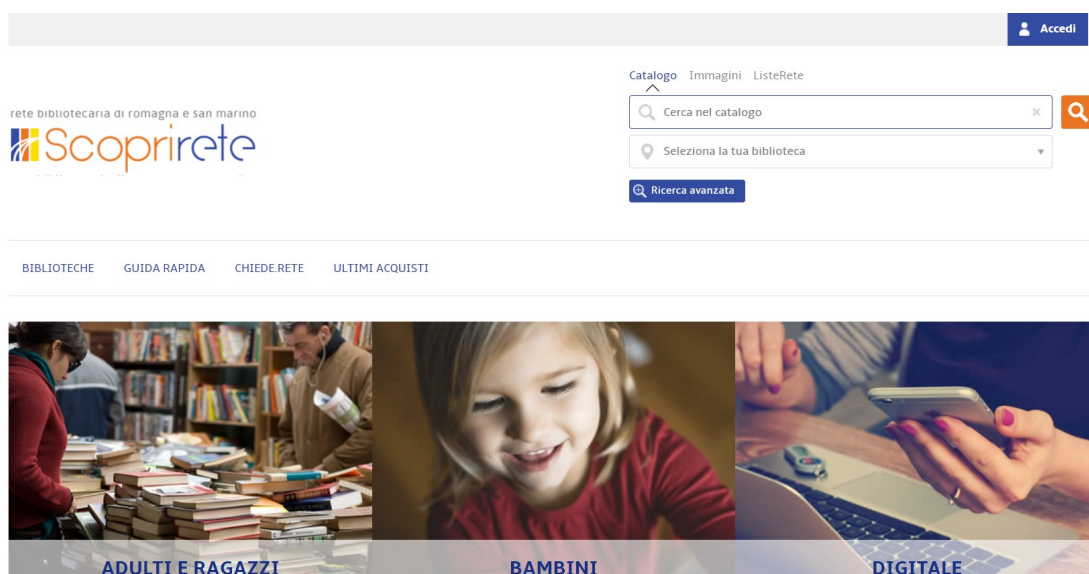 Accedi
Catalogo Immagini ListeRete
Cerca nel catalogo
rete bibliotecaria di romagna e san marino
Scoprirete
Seleziona la tua biblioteca
Ricerca avanzata
BIBLIOTECHE GUIDA RAPIDA CHIEDE.RETE ULTIMI ACQUISTI
ADULTI E RAGAZZI BAMBINI DIGITALE